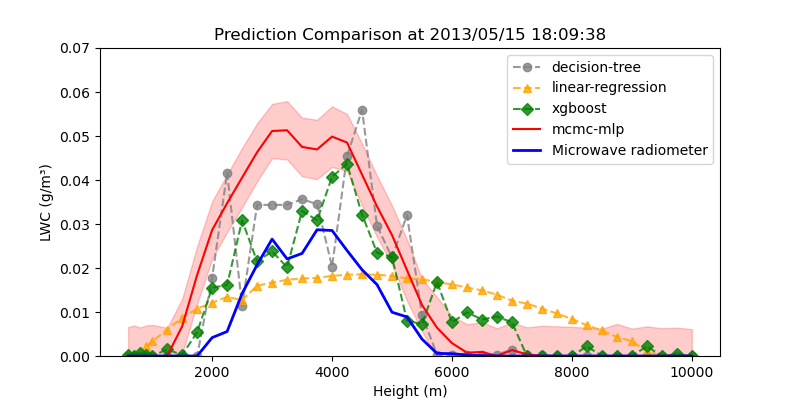 Prediction Comparison at 2013/05/15 18:09:38
0.07
0.06
0.05
0.04
0.03
0.02
0.01
0.00
LWC (g/m³)
decision-tree
linear-regression
xgboost
mcmc-mlp
Microwave radiometer
2000 4000 6000 8000 10000
Height (m)